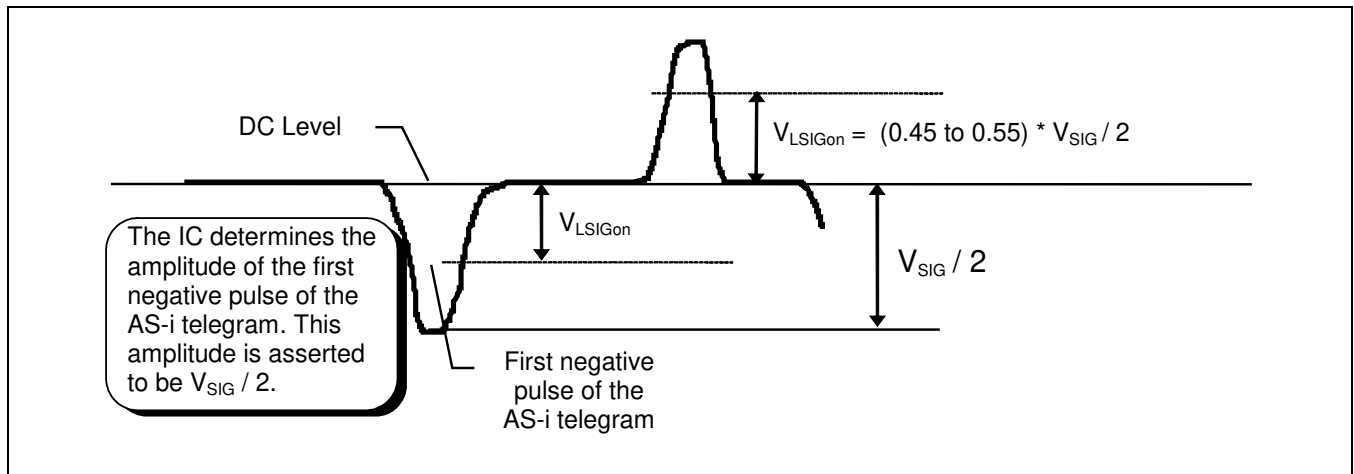 DC Level
V_LSIGon = (0.45 to 0.55) * V_SIG / 2
V_LSIGon
V_SIG / 2
The IC determines the
amplitude of the first
negative pulse of the
AS-i telegram. This
amplitude is asserted
to be V_SIG / 2.
First negative
pulse of the
AS-i telegram